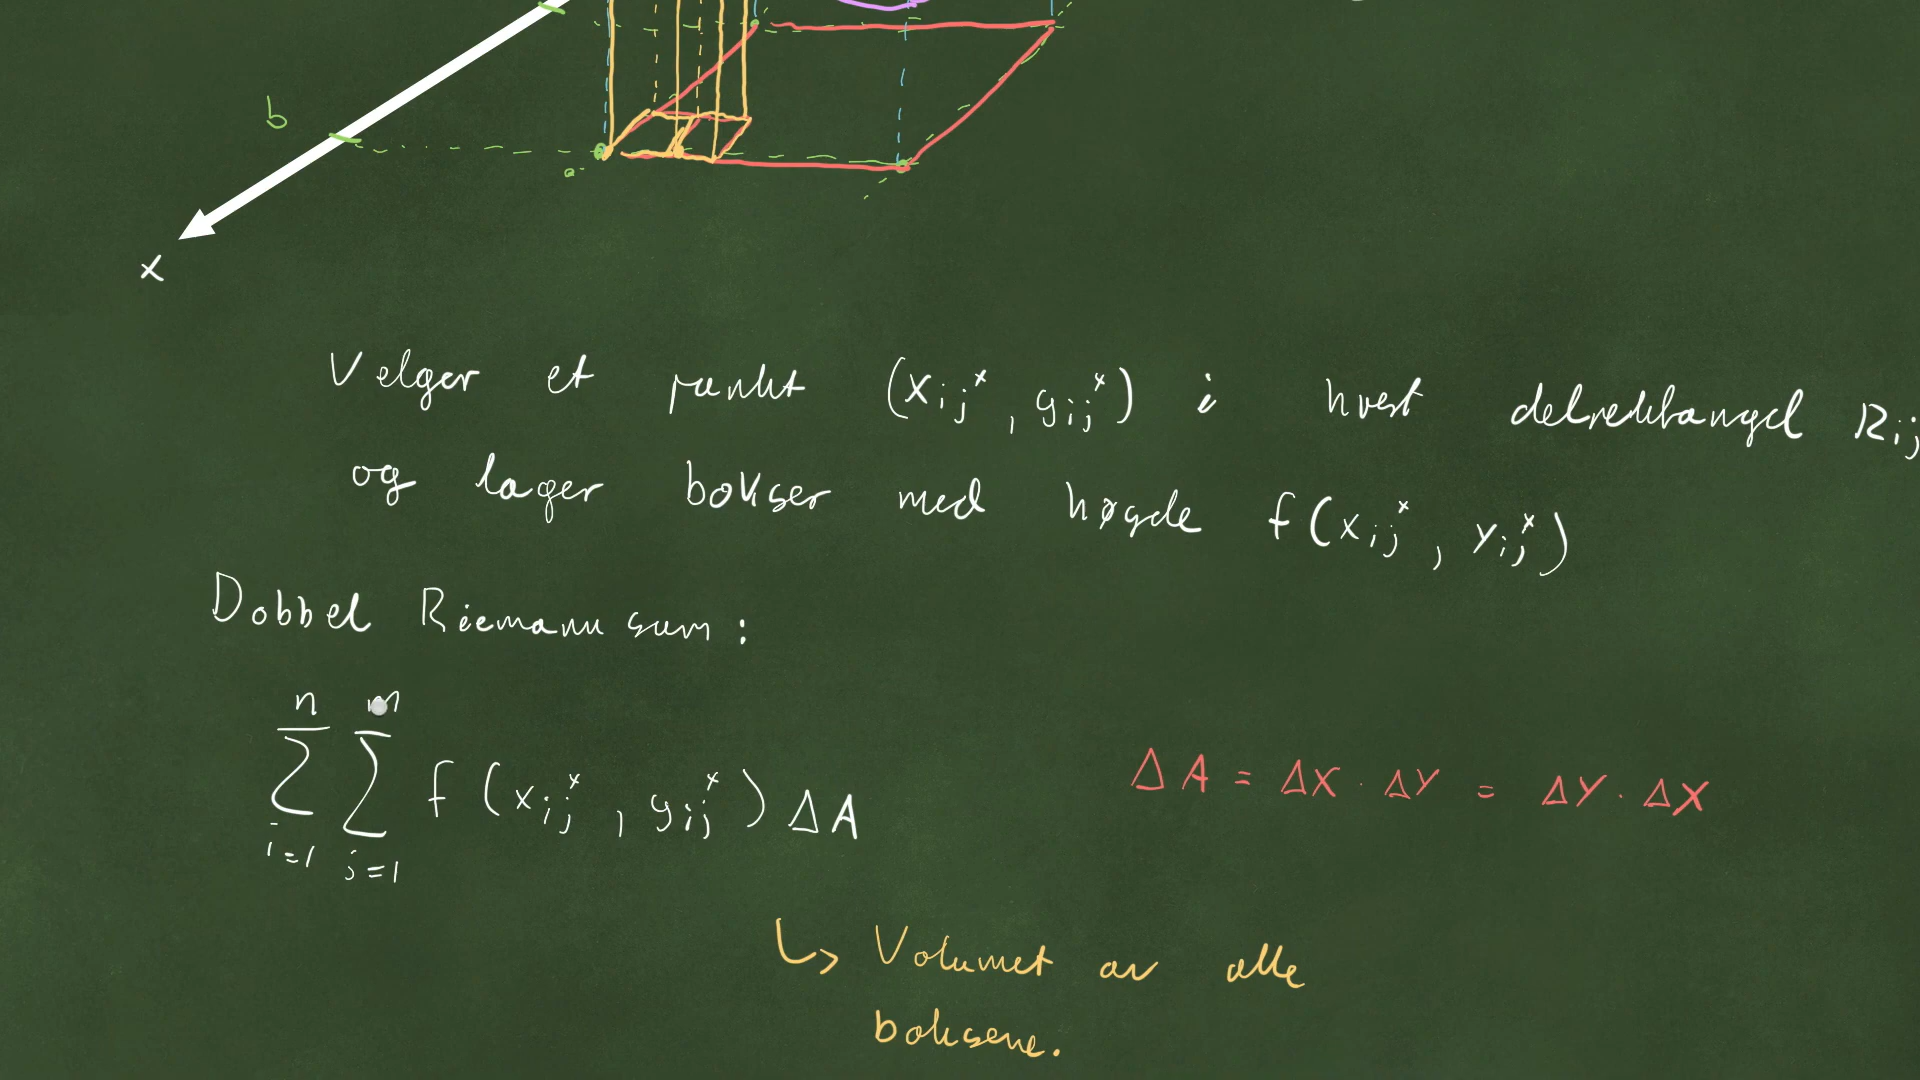 b
a
x
Velger et punkt (xij*, yij*) i hvert delrektangel Rij
og lager bokser med høgde f(xij*, yij*)
Dobbel Riemann sum:
n m
∑ ∑ f(xij*, yij*) ΔA
i=1 j=1
ΔA = ΔX · ΔY = ΔY · ΔX
↳ Volumet av alle
boksene.